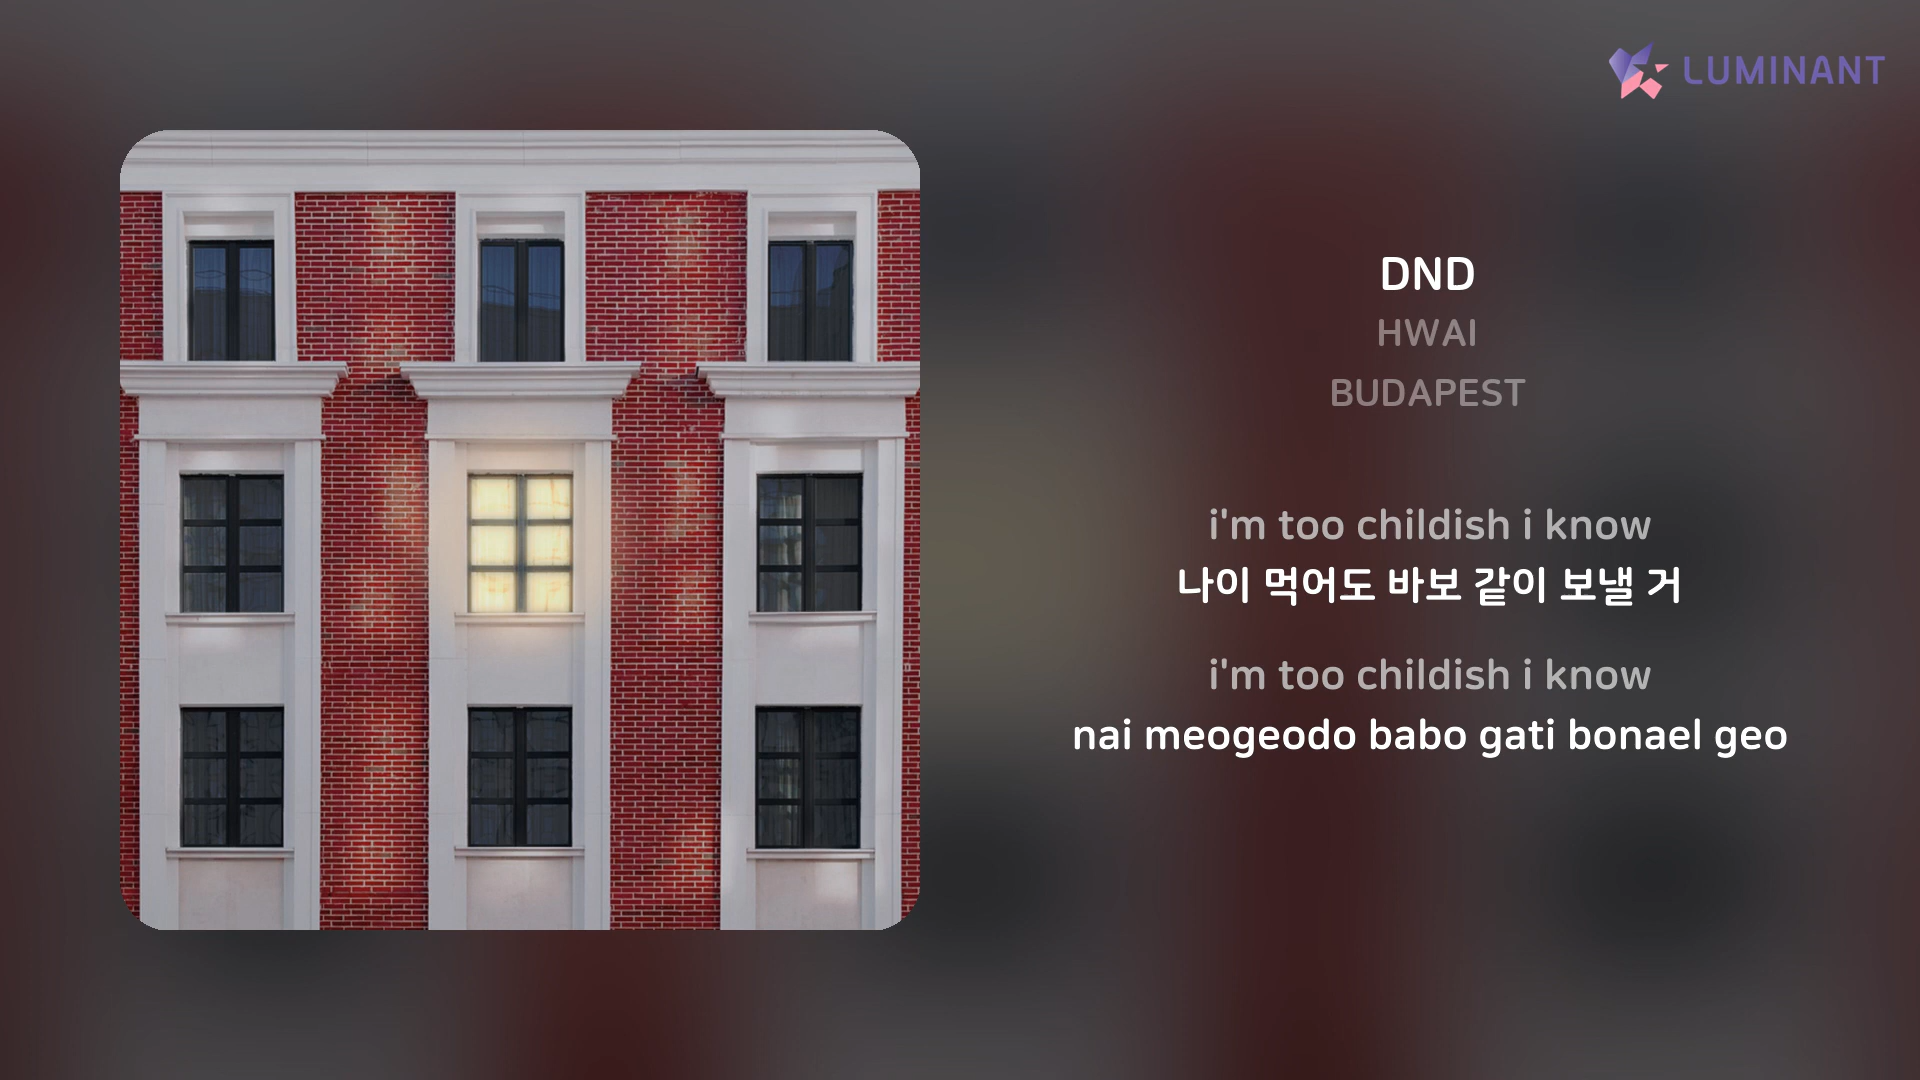 LUMINANT
DND
HWAI
BUDAPEST
i'm too childish i know
나이 먹어도 바보 같이 보낼 거
i'm too childish i know
nai meogeodo babo gati bonael geo